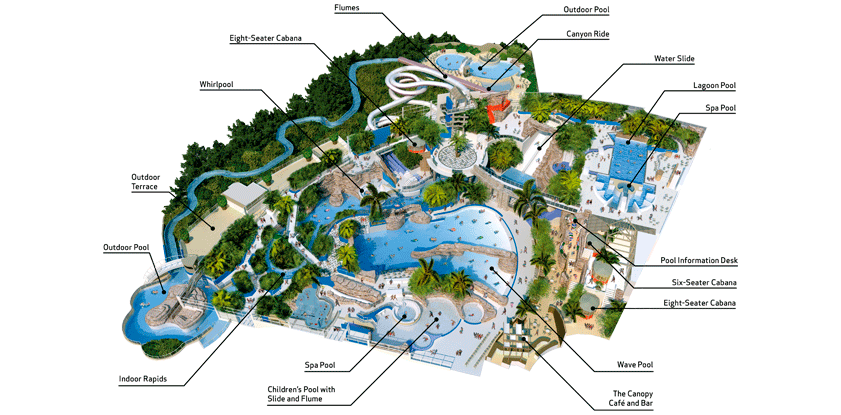 Flumes
Outdoor Pool
Eight-Seater Cabana
Canyon Ride
Water Slide
Whirlpool
Lagoon Pool
Spa Pool
Outdoor
Terrace
Outdoor Pool
Pool Information Desk
Six-Seater Cabana
Eight-Seater Cabana
Spa Pool
Wave Pool
Indoor Rapids
Children's Pool with
Slide and Flume
The Canopy
Café and Bar